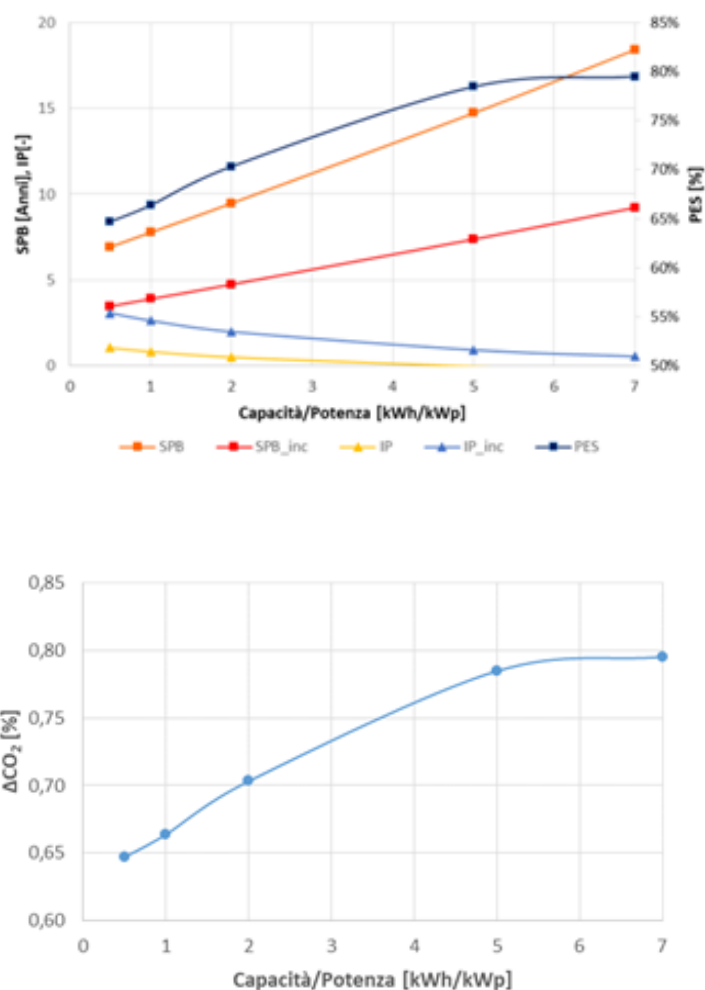 20
15
10
5
0
85%
80%
75%
70%
65%
60%
55%
50%
SPB [Anni], IP[-]
PES [%]
0 1 2 3 4 5 6 7
Capacità/Potenza [kWh/kWp]
SPB SPB_inc IP IP_inc PES
0,85
0,80
0,75
0,70
0,65
0,60
ΔCO₂ [%]
0 1 2 3 4 5 6 7
Capacità/Potenza [kWh/kWp]